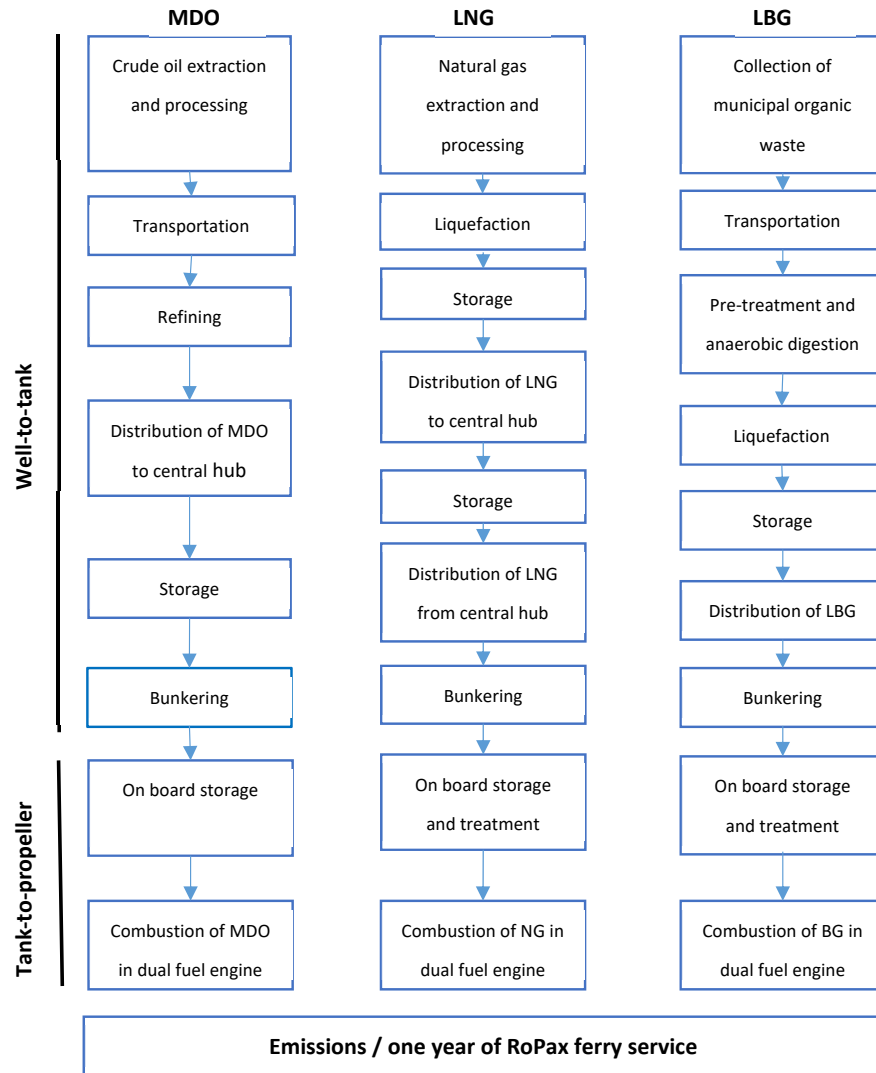 MDO
LNG
LBG
Well-to-tank
Tank-to-propeller
Crude oil extraction
and processing
Transportation
Refining
Distribution of MDO
to central hub
Storage
Bunkering
On board storage
Combustion of MDO
in dual fuel engine
Natural gas
extraction and
processing
Liquefaction
Storage
Distribution of LNG
to central hub
Storage
Distribution of LNG
from central hub
Bunkering
On board storage
and treatment
Combustion of NG in
dual fuel engine
Collection of
municipal organic
waste
Transportation
Pre-treatment and
anaerobic digestion
Liquefaction
Storage
Distribution of LBG
Bunkering
On board storage
and treatment
Combustion of BG in
dual fuel engine
Emissions / one year of RoPax ferry service